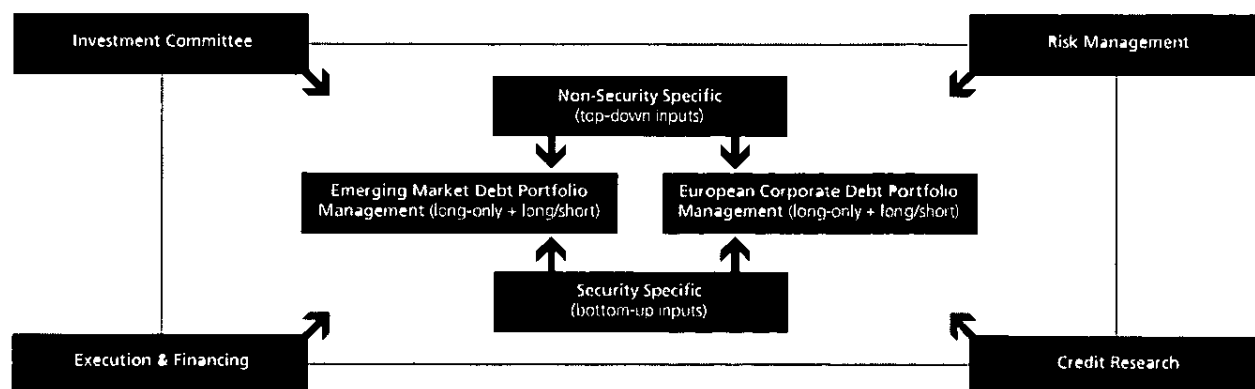 Investment Committee
Risk Management
Non-Security Specific
(top-down inputs)
Emerging Market Debt Portfolio
Management (long-only + long/short)
European Corporate Debt Portfolio
Management (long-only + long/short)
Security Specific
(bottom-up inputs)
Execution & Financing
Credit Research